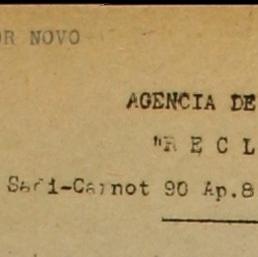 OR NOVO
AGENCIA DE
"R E C L
Sadi-Carnot 90 Ap.8